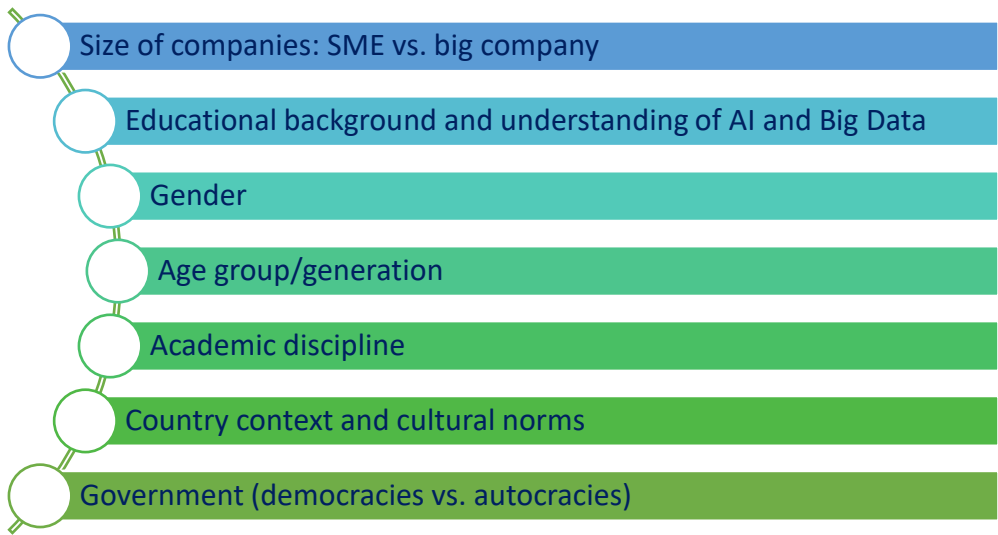 Size of companies: SME vs. big company
Educational background and understanding of AI and Big Data
Gender
Age group/generation
Academic discipline
Country context and cultural norms
Government (democracies vs. autocracies)